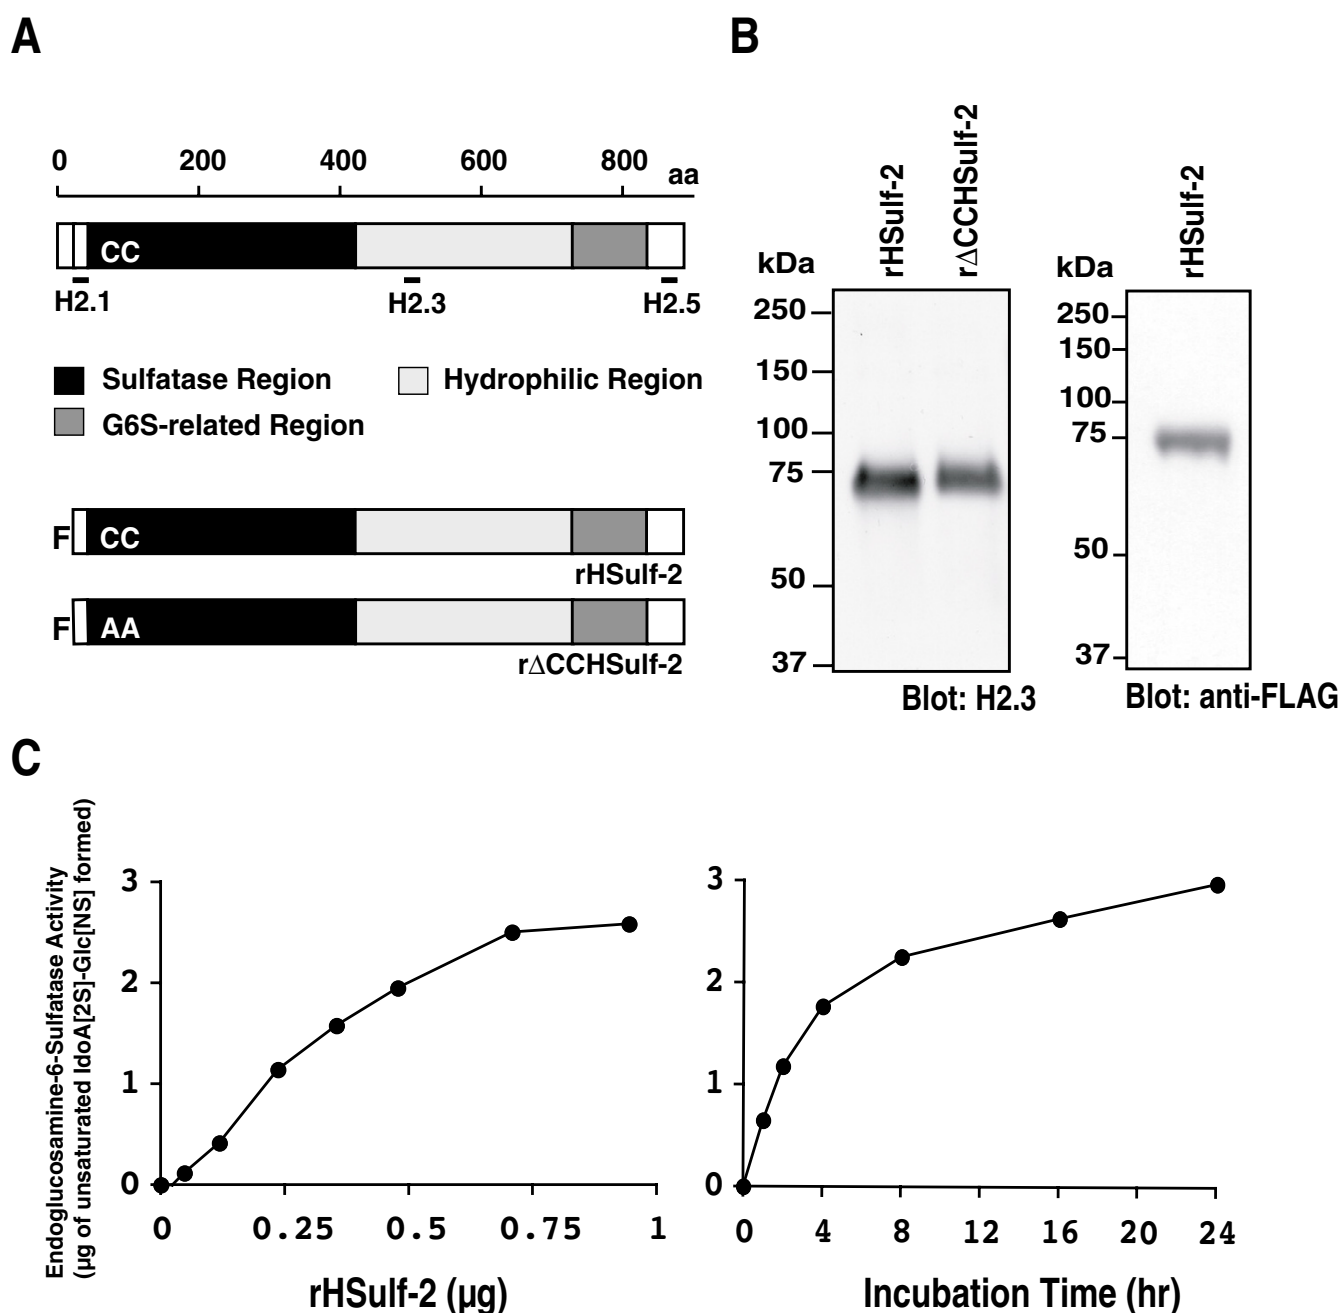 A
0 200 400 600 800 aa
CC
H2.1 H2.3 H2.5
Sulfatase Region
Hydrophilic Region
G6S-related Region
F CC
rHSulf-2
F AA
r∆CCHSulf-2
B
rHSulf-2
r∆CCHSulf-2
kDa
250
150
100
75
50
37
Blot: H2.3
rHSulf-2
kDa
250
150
100
75
50
37
Blot: anti-FLAG
C
Endoglucosamine-6-Sulfatase Activity
(µg of unsaturated IdoA[2S]-Glc[NS] formed)
3
2
1
0
0 0.25 0.5 0.75 1
rHSulf-2 (µg)
3
2
1
0
0 4 8 12 16 20 24
Incubation Time (hr)